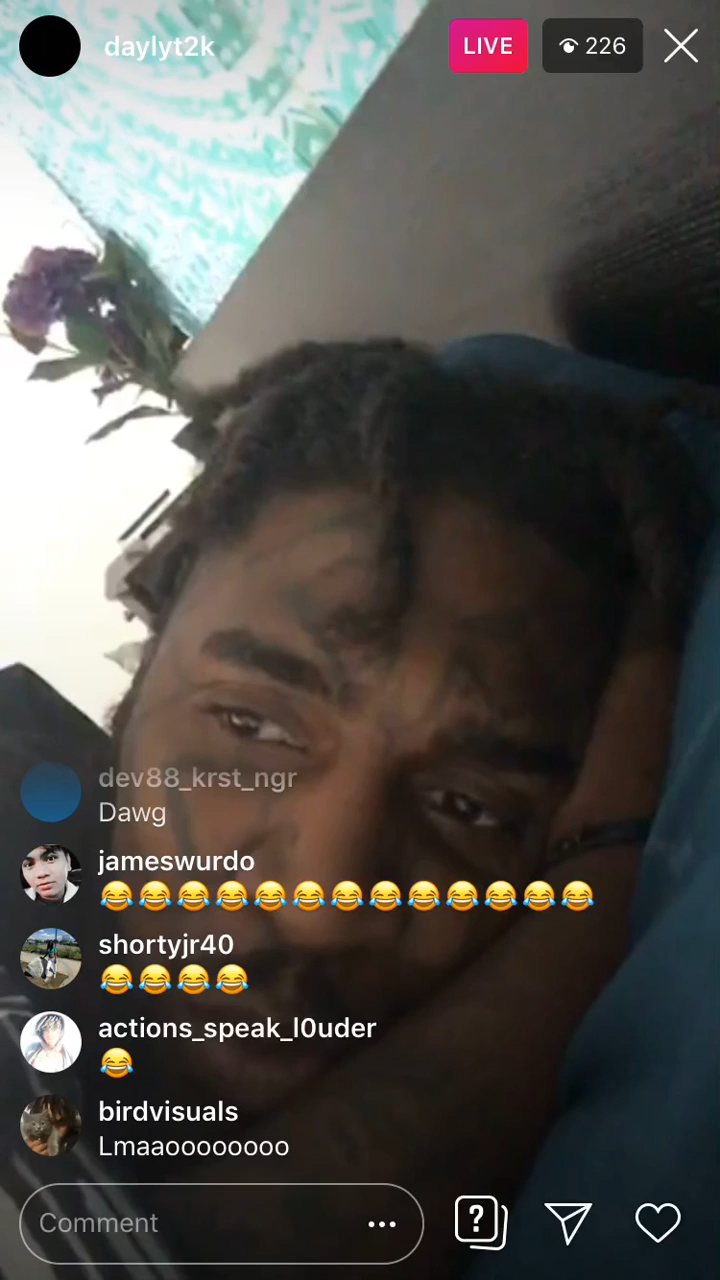 daylyt2k
LIVE
226
dev88_krst_ngr
Dawg
jameswurdo
😂😂😂😂😂😂😂😂😂😂😂😂😂
shortyjr40
😂😂😂😂
actions_speak_l0uder
😂
birdvisuals
Lmaaoooooooo
Comment